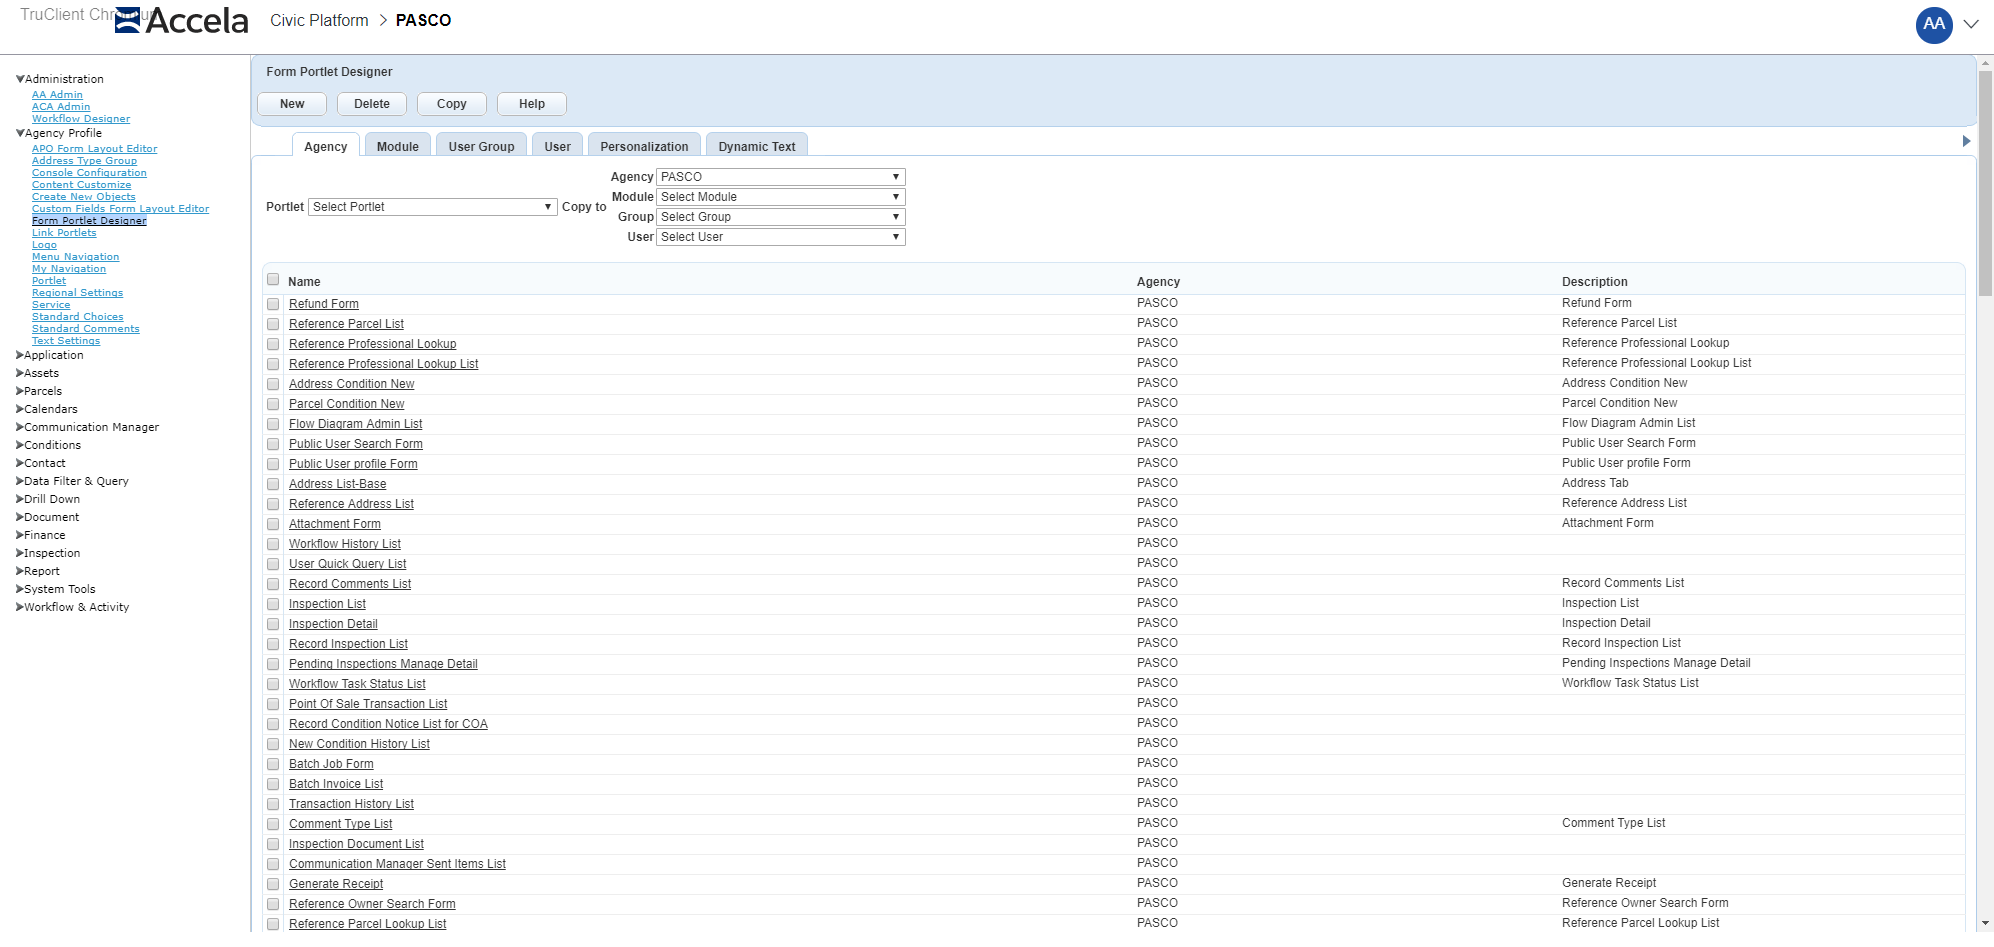 TruClient Chromium
Accela
Civic Platform > PASCO
AA
Administration
AA Admin
ACA Admin
Workflow Designer
Agency Profile
APO Form Layout Editor
Address Type Group
Console Configuration
Content Customize
Create New Objects
Custom Fields Form Layout Editor
Form Portlet Designer
Link Portlets
Logo
Menu Navigation
My Navigation
Portlet
Regional Settings
Service
Standard Choices
Standard Comments
Text Settings
Application
Assets
Parcels
Calendars
Communication Manager
Conditions
Contact
Data Filter & Query
Drill Down
Document
Finance
Inspection
Report
System Tools
Workflow & Activity
Form Portlet Designer
New Delete Copy Help
Agency Module User Group User Personalization Dynamic Text
Agency PASCO
Module Select Module
Portlet Select Portlet Copy to
Group Select Group
User Select User
Name Agency Description
Refund Form PASCO Refund Form
Reference Parcel List PASCO Reference Parcel List
Reference Professional Lookup PASCO Reference Professional Lookup
Reference Professional Lookup List PASCO Reference Professional Lookup List
Address Condition New PASCO Address Condition New
Parcel Condition New PASCO Parcel Condition New
Flow Diagram Admin List PASCO Flow Diagram Admin List
Public User Search Form PASCO Public User Search Form
Public User profile Form PASCO Public User profile Form
Address List-Base PASCO Address Tab
Reference Address List PASCO Reference Address List
Attachment Form PASCO Attachment Form
Workflow History List PASCO
User Quick Query List PASCO
Record Comments List PASCO Record Comments List
Inspection List PASCO Inspection List
Inspection Detail PASCO Inspection Detail
Record Inspection List PASCO Record Inspection List
Pending Inspections Manage Detail PASCO Pending Inspections Manage Detail
Workflow Task Status List PASCO Workflow Task Status List
Point Of Sale Transaction List PASCO
Record Condition Notice List for COA PASCO
New Condition History List PASCO
Batch Job Form PASCO
Batch Invoice List PASCO
Transaction History List PASCO
Comment Type List PASCO Comment Type List
Inspection Document List PASCO
Communication Manager Sent Items List PASCO
Generate Receipt PASCO Generate Receipt
Reference Owner Search Form PASCO Reference Owner Search Form
Reference Parcel Lookup List PASCO Reference Parcel Lookup List